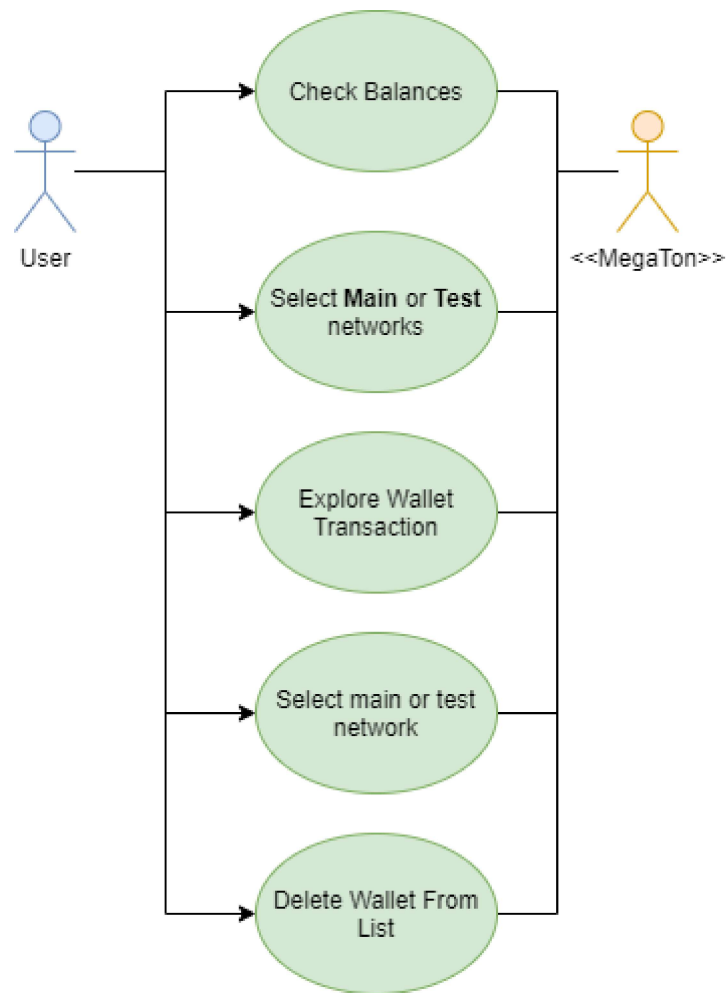 Check Balances
User
<<MegaTon>>
Select Main or Test
networks
Explore Wallet
Transaction
Select main or test
network
Delete Wallet From
List